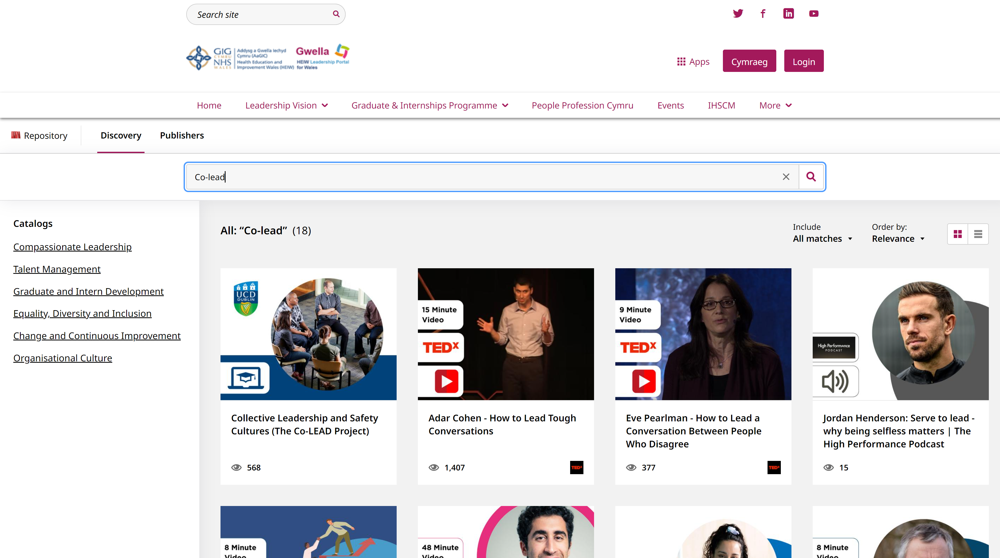 Search site
GIG
CYMRU
NHS
WALES
Addysg a Gwella Iechyd
Cymru (AaGIC)
Health Education and
Improvement Wales (HEIW)
Gwella
HEIW Leadership Portal
for Wales
Apps
Cymraeg
Login
Home
Leadership Vision
Graduate & Internships Programme
People Profession Cymru
Events
IHSCM
More
Repository
Discovery
Publishers
Co-lead
Catalogs
Compassionate Leadership
Talent Management
Graduate and Intern Development
Equality, Diversity and Inclusion
Change and Continuous Improvement
Organisational Culture
All: “Co-lead” (18)
Include
All matches
Order by:
Relevance
UCD
DUBLIN
Collective Leadership and Safety
Cultures (The Co-LEAD Project)
568
15 Minute
Video
TEDx
Adar Cohen - How to Lead Tough
Conversations
1,407
TEDx
9 Minute
Video
TEDx
Eve Pearlman - How to Lead a
Conversation Between People
Who Disagree
377
TEDx
High Performance
PODCAST
Jordan Henderson: Serve to lead -
why being selfless matters | The
High Performance Podcast
15
8 Minute
Video
48 Minute
Video
8 Minute
Video